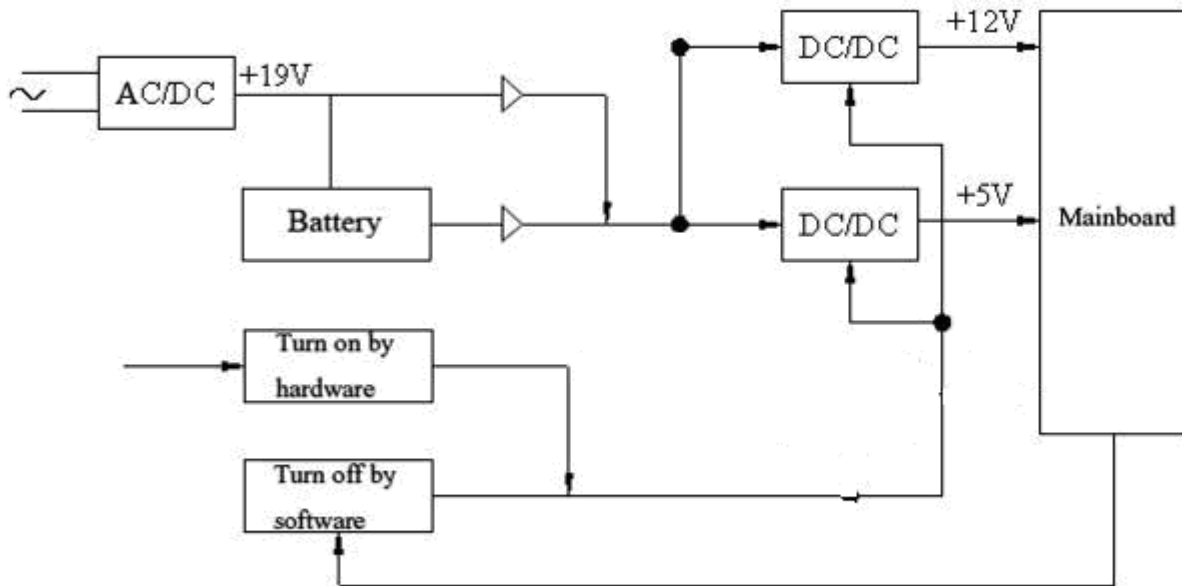 +12V
DC/DC
+19V
AC/DC
+5V
Battery
DC/DC
Mainboard
Turn on by
hardware
Turn off by
software